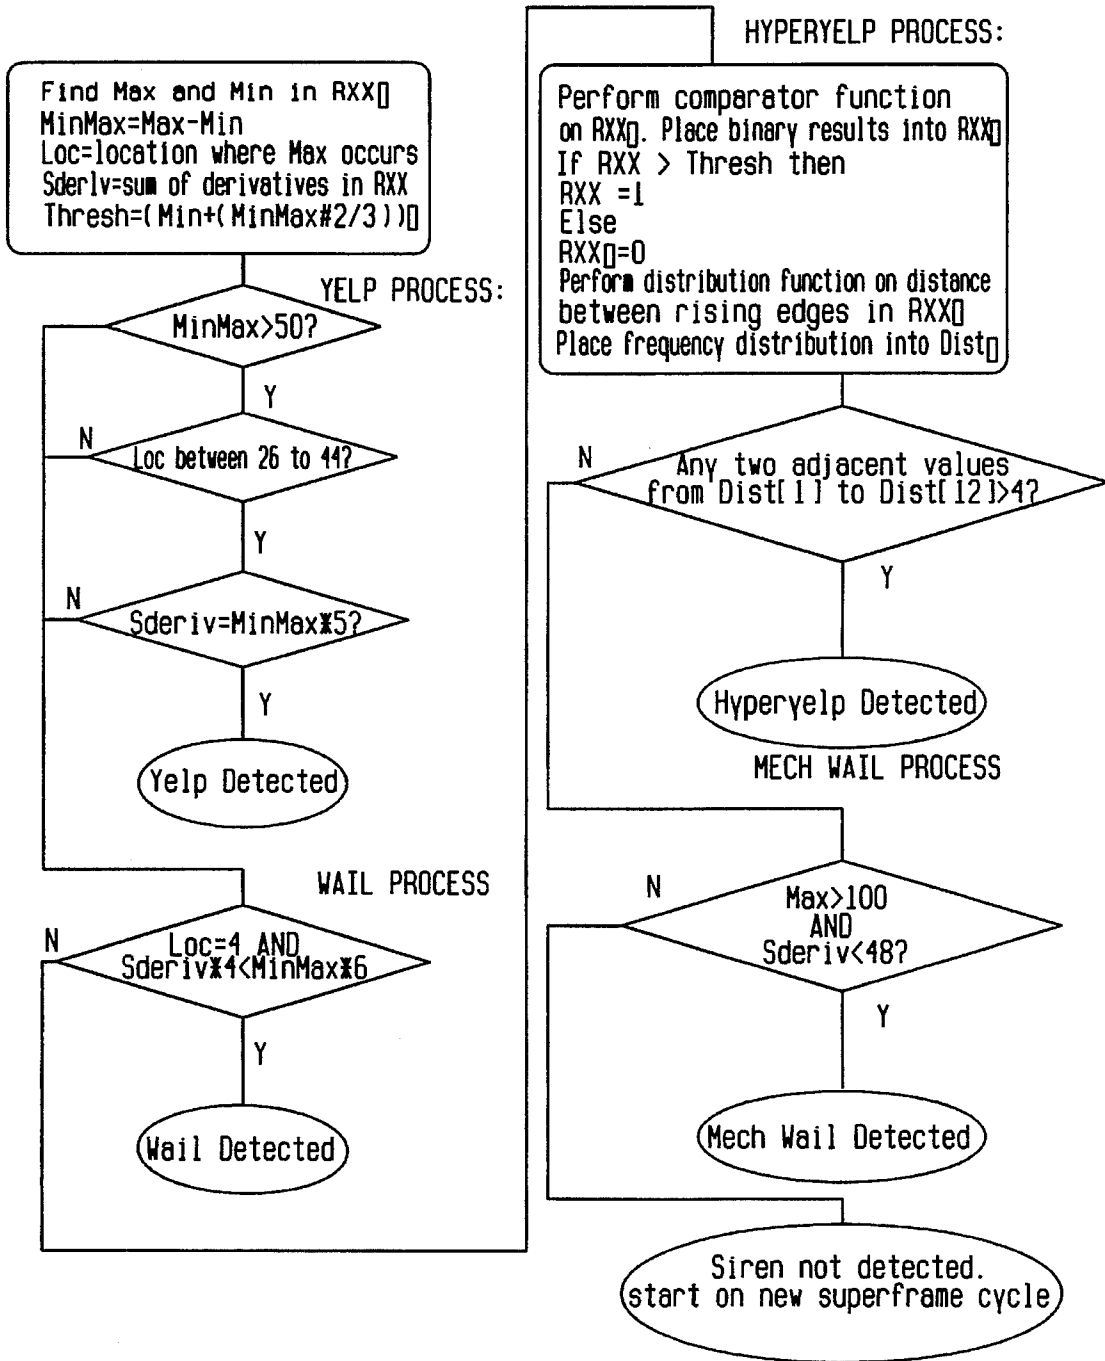 Find Max and Min in RXX[]
MinMax=Max-Min
Loc=location where Max occurs
Sderiv=sum of derivatives in RXX
Thresh=(Min+(MinMax#2/3))[]
YELP PROCESS:
MinMax>50?
Y
N
Loc between 26 to 44?
Y
N
Sderiv=MinMax*5?
Y
Yelp Detected
WAIL PROCESS
N
Loc=4 AND
Sderiv*4<MinMax*6
Y
Wail Detected
HYPERYELP PROCESS:
Perform comparator function
on RXX[]. Place binary results into RXX[]
If RXX > Thresh then
RXX =1
Else
RXX[]=0
Perform distribution function on distance
between rising edges in RXX[]
Place frequency distribution into Dist[]
N
Any two adjacent values
from Dist[1] to Dist[12]>4?
Y
Hyperyelp Detected
MECH WAIL PROCESS
N
Max>100
AND
Sderiv<48?
Y
Mech Wail Detected
Siren not detected.
start on new superframe cycle